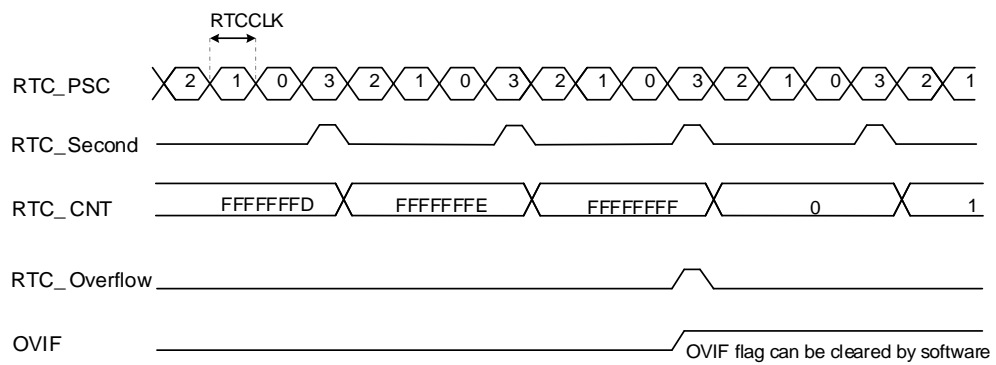 RTCCLK
RTC_PSC 2 1 0 3 2 1 0 3 2 1 0 3 2 1 0 3 2 1
RTC_Second
RTC_CNT FFFFFFFD FFFFFFFE FFFFFFFF 0 1
RTC_Overflow
OVIF OVIF flag can be cleared by software